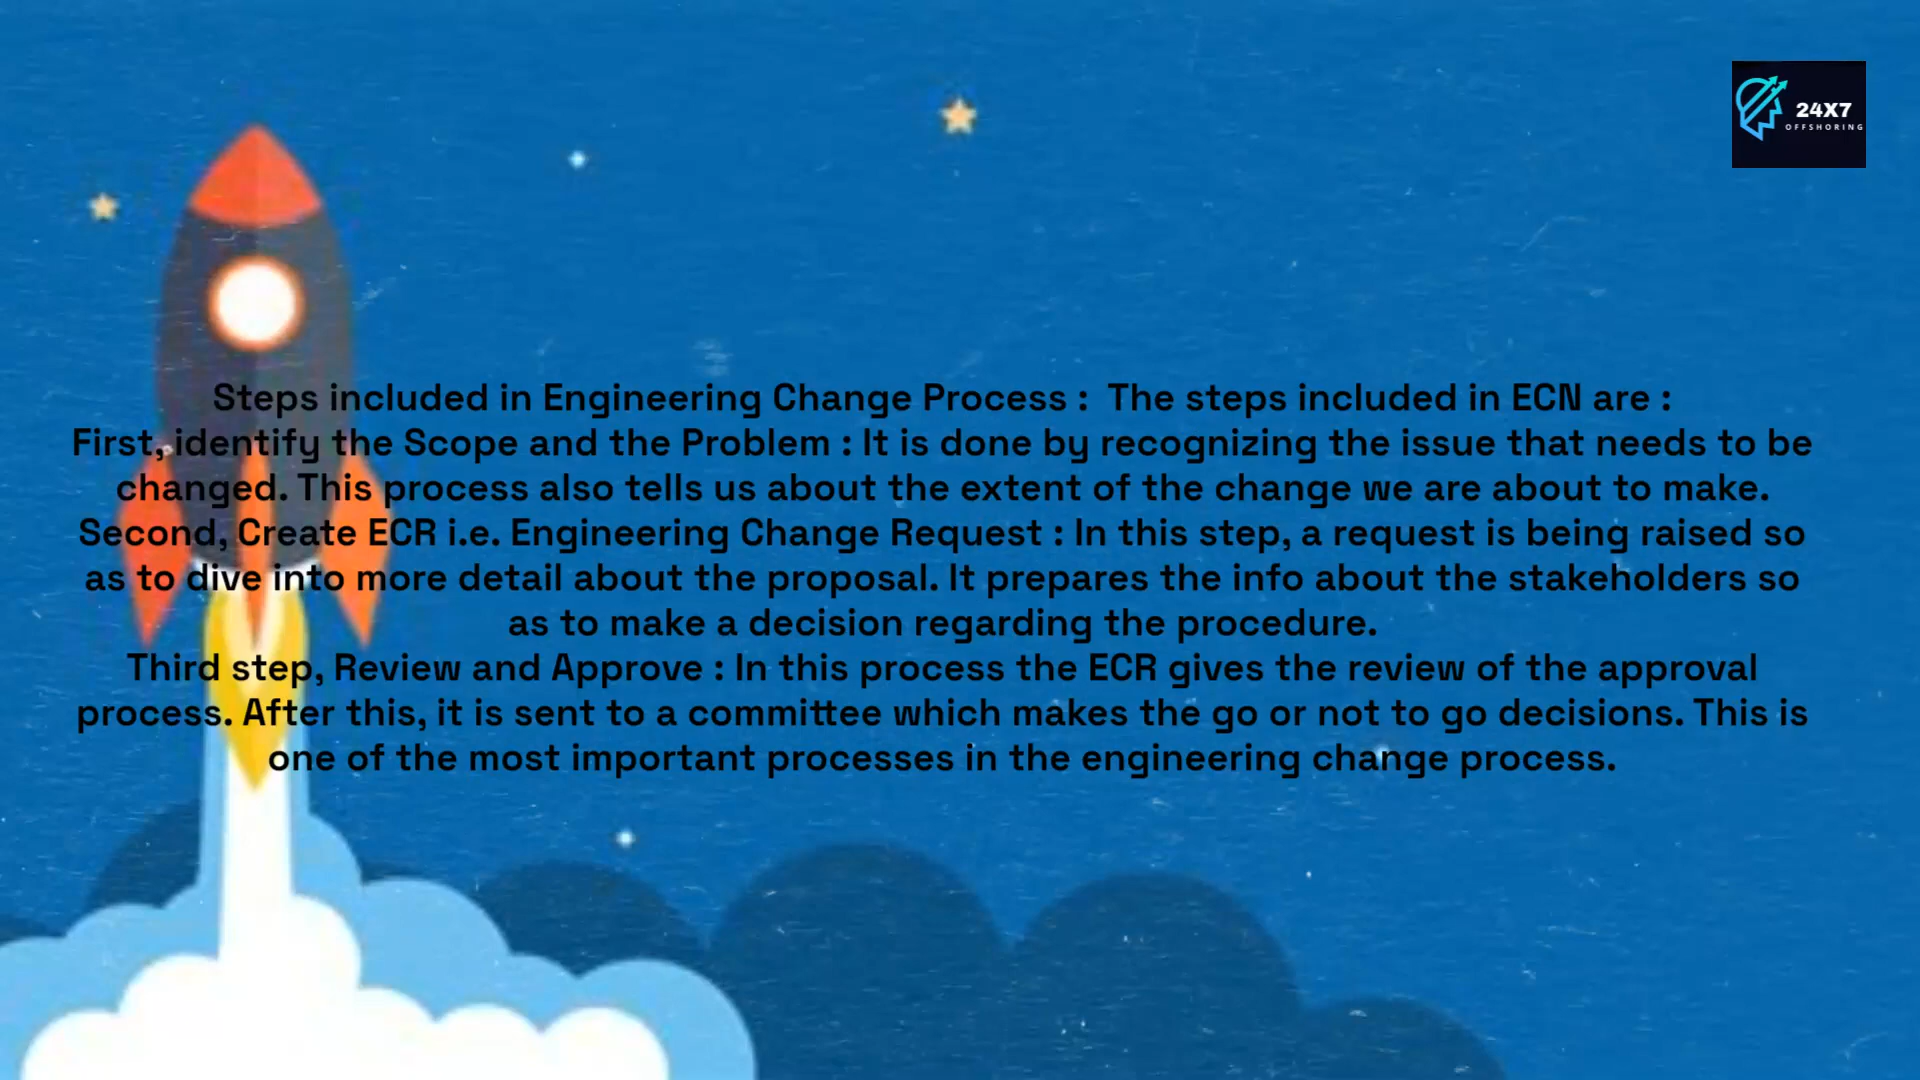 24X7
OFFSHORING
Steps included in Engineering Change Process :  The steps included in ECN are :
First, identify the Scope and the Problem : It is done by recognizing the issue that needs to be
changed. This process also tells us about the extent of the change we are about to make.
Second, Create ECR i.e. Engineering Change Request : In this step, a request is being raised so
as to dive into more detail about the proposal. It prepares the info about the stakeholders so
as to make a decision regarding the procedure.
Third step, Review and Approve : In this process the ECR gives the review of the approval
process. After this, it is sent to a committee which makes the go or not to go decisions. This is
one of the most important processes in the engineering change process.